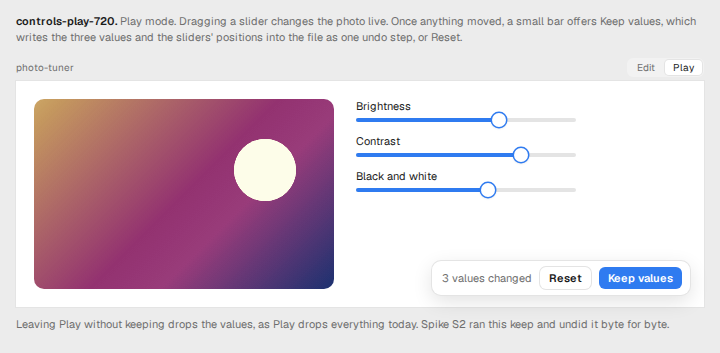 controls-play-720. Play mode. Dragging a slider changes the photo live. Once anything moved, a small bar offers Keep values, which
writes the three values and the sliders' positions into the file as one undo step, or Reset.
photo-tuner
Edit
Play
Brightness
Contrast
Black and white
3 values changed
Reset
Keep values
Leaving Play without keeping drops the values, as Play drops everything today. Spike S2 ran this keep and undid it byte for byte.